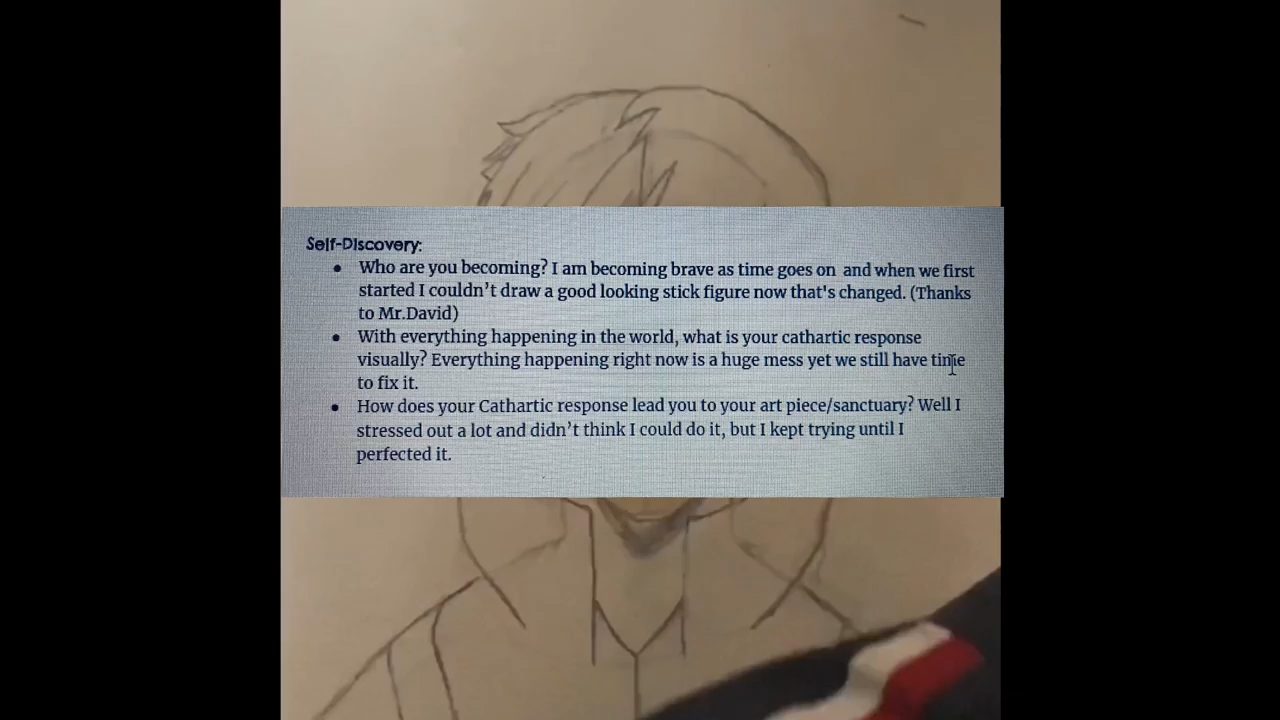 Self-Discovery:
• Who are you becoming? I am becoming brave as time goes on and when we first
started I couldn't draw a good looking stick figure now that's changed. (Thanks
to Mr.David)
• With everything happening in the world, what is your cathartic response
visually? Everything happening right now is a huge mess yet we still have time
to fix it.
• How does your Cathartic response lead you to your art piece/sanctuary? Well I
stressed out a lot and didn't think I could do it, but I kept trying until I
perfected it.